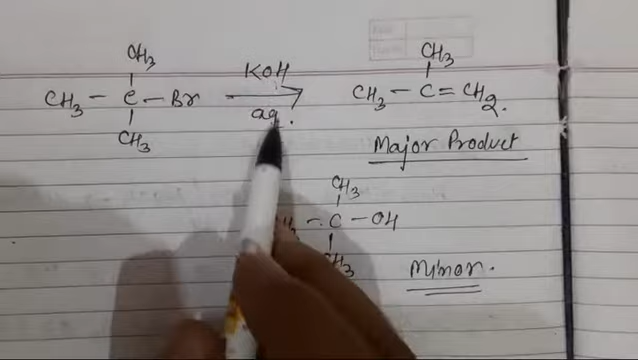 CH3 CH3
CH3 - C - Br KOH aq. CH3 - C = CH2.
CH3
Major Product
CH3
- C - OH
CH3
Minor.